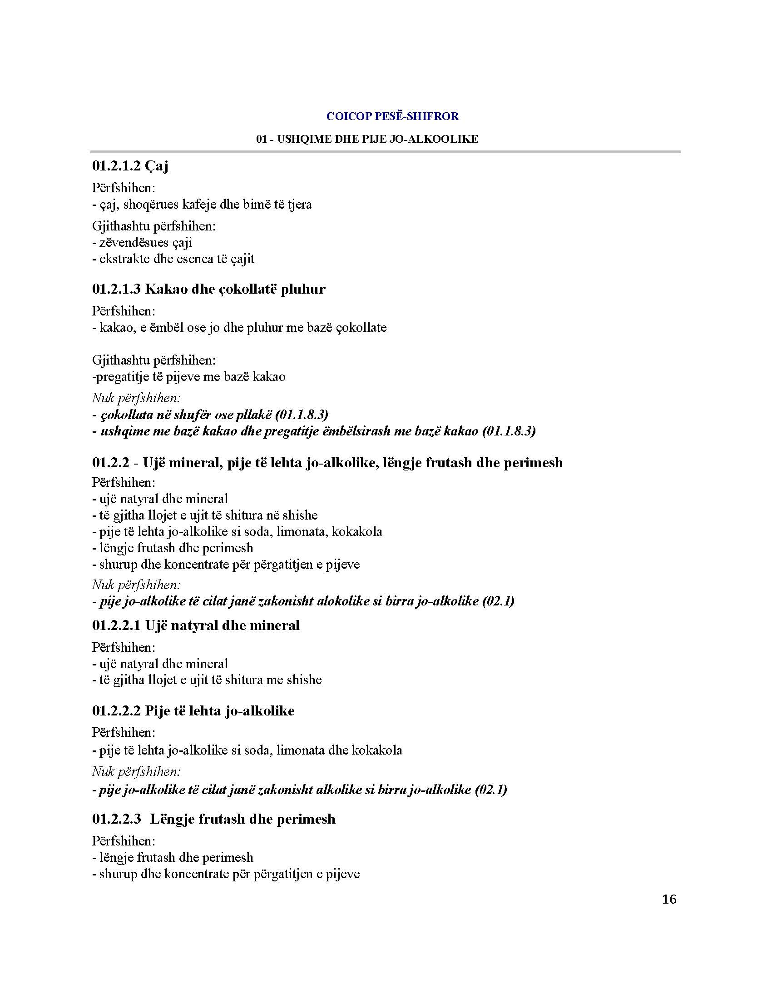 COICOP PESË-SHIFROR
01 - USHQIME DHE PIJE JO-ALKOOLIKE
01.2.1.2 Çaj
Përfshihen:
- çaj, shoqërues kafeje dhe bimë të tjera
Gjithashtu përfshihen:
- zëvendësues çaji
- ekstrakte dhe esenca të çajit
01.2.1.3 Kakao dhe çokollatë pluhur
Përfshihen:
- kakao, e ëmbël ose jo dhe pluhur me bazë çokollate
Gjithashtu përfshihen:
-pregatitje të pijeve me bazë kakao
Nuk përfshihen:
- çokollata në shufër ose pllakë (01.1.8.3)
- ushqime me bazë kakao dhe pregatitje ëmbëlsirash me bazë kakao (01.1.8.3)
01.2.2 - Ujë mineral, pije të lehta jo-alkolike, lëngje frutash dhe perimesh
Përfshihen:
- ujë natyral dhe mineral
- të gjitha llojet e ujit të shitura në shishe
- pije të lehta jo-alkolike si soda, limonata, kokakola
- lëngje frutash dhe perimesh
- shurup dhe koncentrate për përgatitjen e pijeve
Nuk përfshihen:
- pije jo-alkolike të cilat janë zakonisht alokolike si birra jo-alkolike (02.1)
01.2.2.1 Ujë natyral dhe mineral
Përfshihen:
- ujë natyral dhe mineral
- të gjitha llojet e ujit të shitura me shishe
01.2.2.2 Pije të lehta jo-alkolike
Përfshihen:
- pije të lehta jo-alkolike si soda, limonata dhe kokakola
Nuk përfshihen:
- pije jo-alkolike të cilat janë zakonisht alkolike si birra jo-alkolike (02.1)
01.2.2.3 Lëngje frutash dhe perimesh
Përfshihen:
- lëngje frutash dhe perimesh
- shurup dhe koncentrate për përgatitjen e pijeve
16